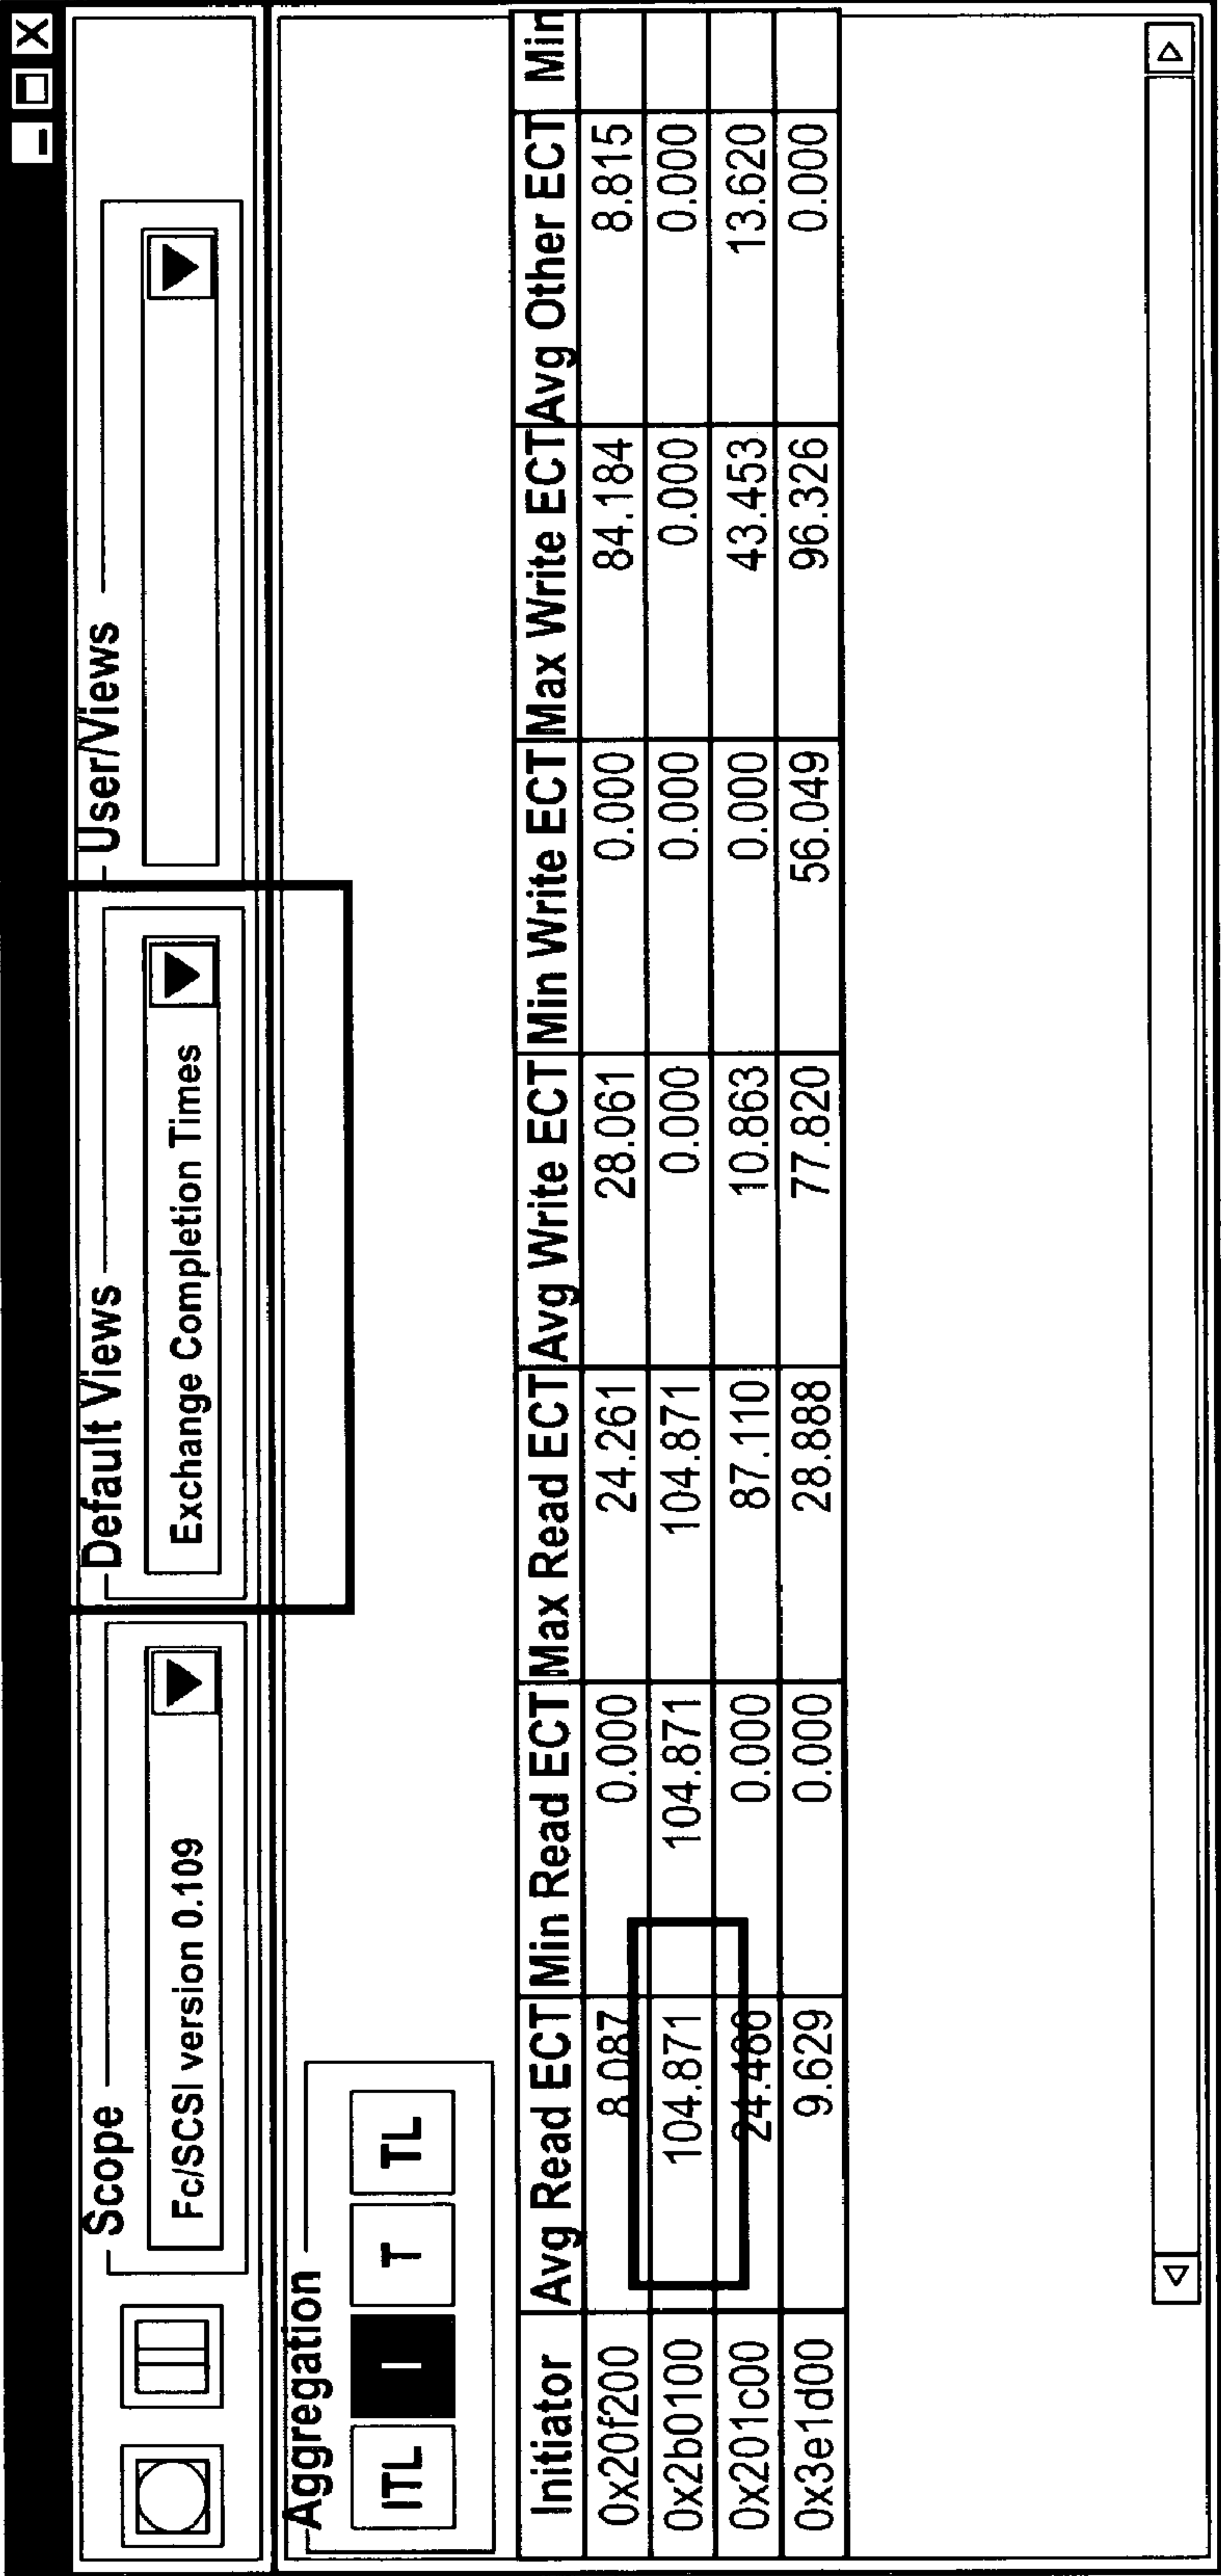 Scope Default Views User/Views
Fc/SCSI version 0.109 Exchange Completion Times
Aggregation
ITL I T TL
Initiator Avg Read ECT Min Read ECT Max Read ECT Avg Write ECT Min Write ECT Max Write ECT Avg Other ECT Min
0x20f200 8.087 0.000 24.261 28.061 0.000 84.184 8.815
0x2b0100 104.871 104.871 104.871 0.000 0.000 0.000 0.000
0x201c00 0.000 87.110 10.863 0.000 43.453 13.620
0x3e1d00 9.629 0.000 28.888 77.820 56.049 96.326 0.000